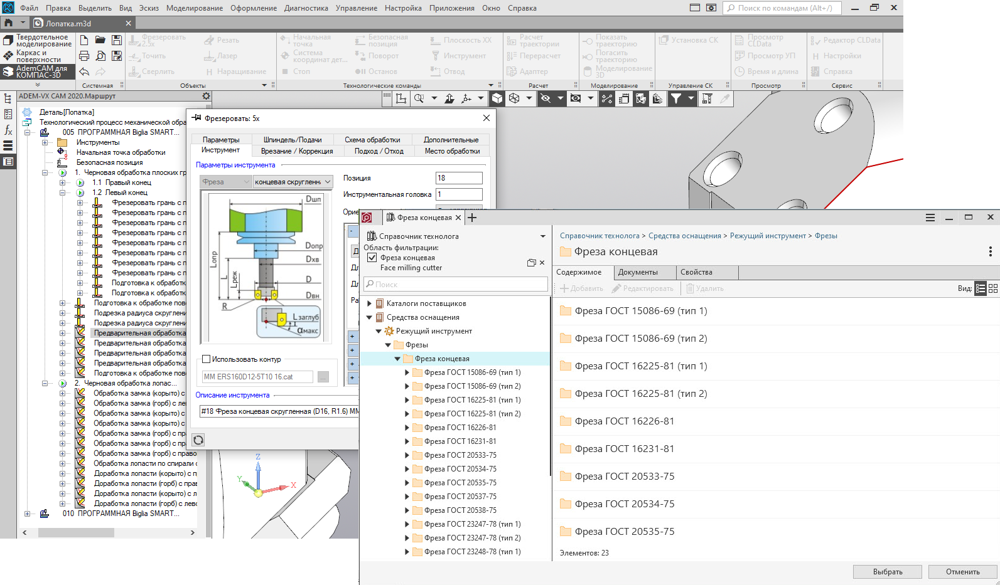 Файл Правка Выделить Вид Эскиз Моделирование Оформление Диагностика Управление Настройка Приложения Окно Справка
Поиск по командам (Alt+/)
Лопатка.m3d
Твердотельное моделирование
Каркас и поверхности
AdemCAM для КОМПАС-3D
Системная
Фрезеровать 2.5x
Точить
Сверлить
Резать
Лазер
Наращивание
Объекты
Начальная точка
Система координат дет...
Стоп
Безопасная позиция
Поворот
Останов
Плоскость XX
Инструмент
Отвод
Технологические команды
Расчет траектории
Перерасчет
Адаптер
Расчет
Показать траекторию
Погасить траекторию
Моделирование 3D
Моделирование
Установка СК
Управление СК
Просмотр CLData
Просмотр УП
Время и длина
Просмотр
Редактор CLData
Настройки
Справка
Сервис
ADEM-VX CAM 2020.Маршрут
Деталь[Лопатка]
Технологический процесс механической обра
005 ПРОГРАММНАЯ Biglia SMART...
Инструменты
Начальная точка обработки
Безопасная позиция
1. Черновая обработка плоских гр
1.1 Правый конец
1.2 Левый конец
Фрезеровать грань с п
Фрезеровать грань с п
Фрезеровать грань с п
Фрезеровать грань с п
Фрезеровать грань с п
Фрезеровать грань с п
Фрезеровать грань с п
Фрезеровать грань с п
Подготовка к обработк
Подготовка к обработк
Подготовка к обработке пов
Подрезка радиуса скруглени
Подрезка радиуса скруглени
Предварительная обработка
Предварительная обработка
Предварительная обработка
Предварительная обработка
Подготовка к обработке пов
2. Черновая обработка лопас...
Обработка замка (корыто) с
Обработка замка (горб) с ле
Обработка замка (корыто) с
Обработка замка (корыто) с
Обработка замка (горб) с пр
Обработка замка (горб) с пр
Обработка замка (горб) с право
Обработка лопасти по спирали с
Доработка лопасти (корыто) с п
Доработка лопасти (горб) с прав
Доработка лопасти (корыто) с л
Доработка лопасти (горб) с лево
010 ПРОГРАММНАЯ Biglia SMART...
Фрезеровать: 5x
Параметры Шпиндель/Подачи Схема обработки Дополнительные
Инструмент Врезание / Коррекция Подход / Отход Место обработки
Параметры инструмента
Фреза
концевая скругленн
Позиция 18
Инструментальная головка 1
Орие
Dшп
Dопр
Dхв
D
Dвн
Lопр
L
Lреж
R
L заглуб
αмакс
Использовать контур
MM ERS160D12-5T10 16.cat
...
Описание инструмента
#18 Фреза концевая скругленная (D16, R1.6) MM
Z
Y
X
Фреза концевая
Справочник технолога
Область фильтрации:
Фреза концевая
Face milling cutter
Поиск
Каталоги поставщиков
Средства оснащения
Режущий инструмент
Фрезы
Фреза концевая
Фреза ГОСТ 15086-69 (тип 1)
Фреза ГОСТ 15086-69 (тип 2)
Фреза ГОСТ 16225-81 (тип 1)
Фреза ГОСТ 16225-81 (тип 2)
Фреза ГОСТ 16226-81
Фреза ГОСТ 16231-81
Фреза ГОСТ 20533-75
Фреза ГОСТ 20534-75
Фреза ГОСТ 20535-75
Фреза ГОСТ 20537-75
Фреза ГОСТ 20538-75
Фреза ГОСТ 23247-78 (тип 1)
Фреза ГОСТ 23247-78 (тип 2)
Фреза ГОСТ 23248-78 (тип 1)
Справочник технолога > Средства оснащения > Режущий инструмент > Фрезы
Фреза концевая
Содержимое Документы Свойства
Добавить Редактировать Удалить Вид:
Фреза ГОСТ 15086-69 (тип 1)
Фреза ГОСТ 15086-69 (тип 2)
Фреза ГОСТ 16225-81 (тип 1)
Фреза ГОСТ 16225-81 (тип 2)
Фреза ГОСТ 16226-81
Фреза ГОСТ 16231-81
Фреза ГОСТ 20533-75
Фреза ГОСТ 20534-75
Фреза ГОСТ 20535-75
Элементов: 23
Выбрать Отменить